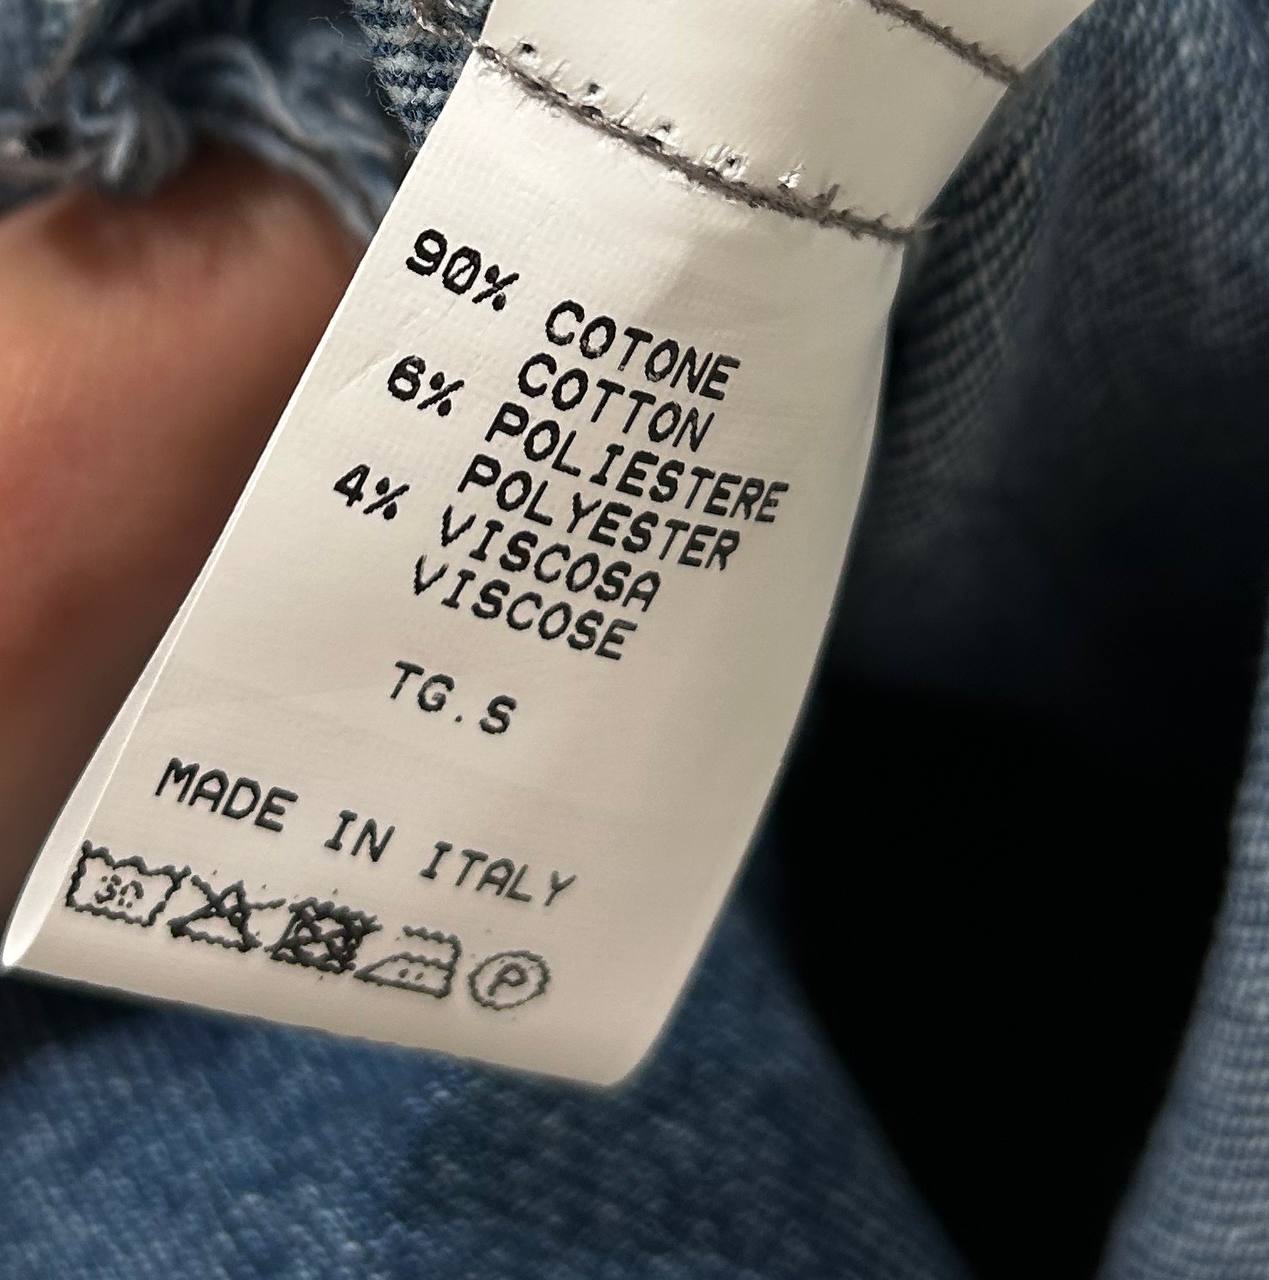 90% COTONE
COTTON
6% POLIESTERE
POLYESTER
4% VISCOSA
VISCOSE
TG.S
MADE IN ITALY
30 P